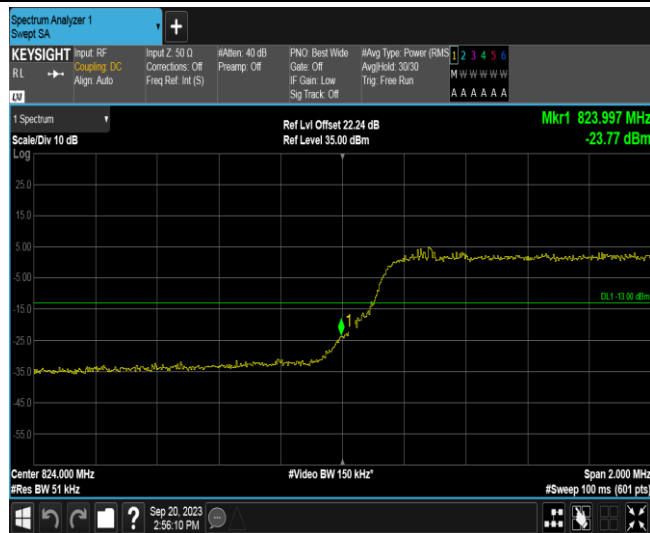 Spectrum Analyzer 1
Swept SA
KEYSIGHT
RL
LXI
Input: RF
Coupling: DC
Align: Auto
Input Z: 50 Ω
Corrections: Off
Freq Ref: Int (S)
#Atten: 40 dB
Preamp: Off
PNO: Best Wide
Gate: Off
IF Gain: Low
Sig Track: Off
#Avg Type: Power (RMS
Avg|Hold: 30/30
Trig: Free Run
1 2 3 4 5 6
M W W W W W
A A A A A A
1 Spectrum
Scale/Div 10 dB
Log
Ref Lvl Offset 22.24 dB
Ref Level 35.00 dBm
Mkr1 823.997 MHz
-23.77 dBm
25.0
15.0
5.00
-5.00
DL1 -13.00 dBm
-15.0
1
-25.0
-35.0
-45.0
-55.0
Center 824.000 MHz
#Video BW 150 kHz*
Span 2.000 MHz
#Res BW 51 kHz
#Sweep 100 ms (601 pts)
?
Sep 20, 2023
2:56:10 PM